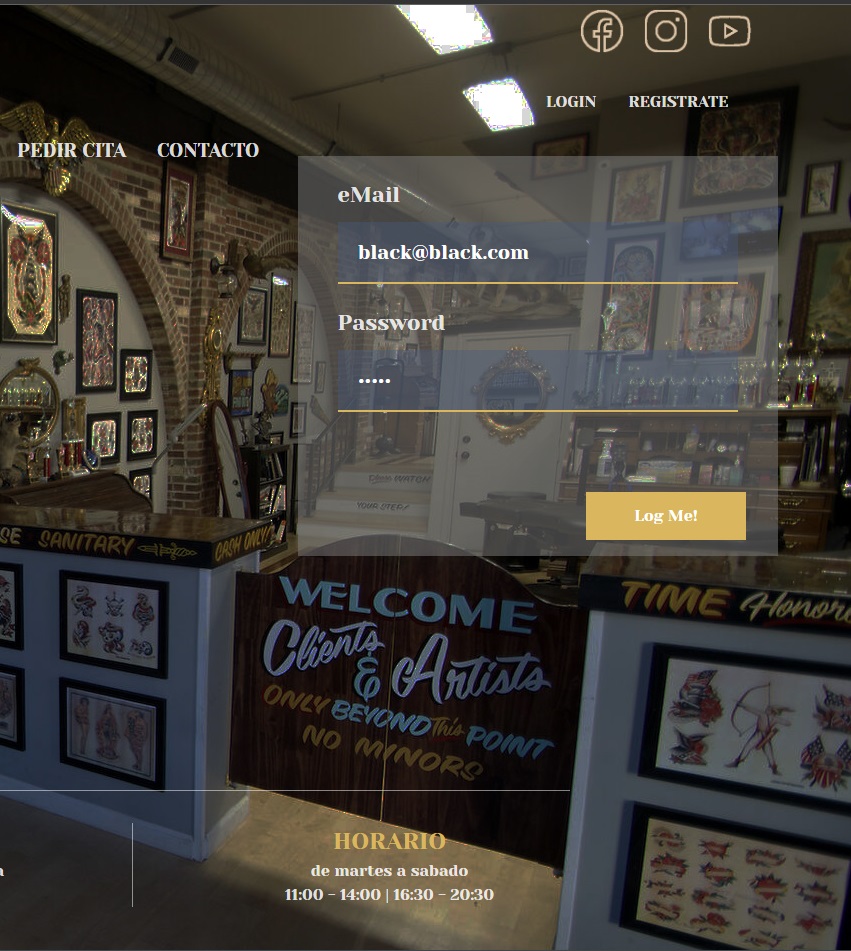 LOGIN REGISTRATE
PEDIR CITA CONTACTO
eMail
black@black.com
Password
•••••
WATCH
YOUR STEP!
Log Me!
SE SANITARY CASH ONLY!
WELCOME
Clients
& Artists
ONLY BEYOND This POINT
NO MINORS
TIME Honore
HORARIO
a
de martes a sabado
11:00 - 14:00 | 16:30 - 20:30